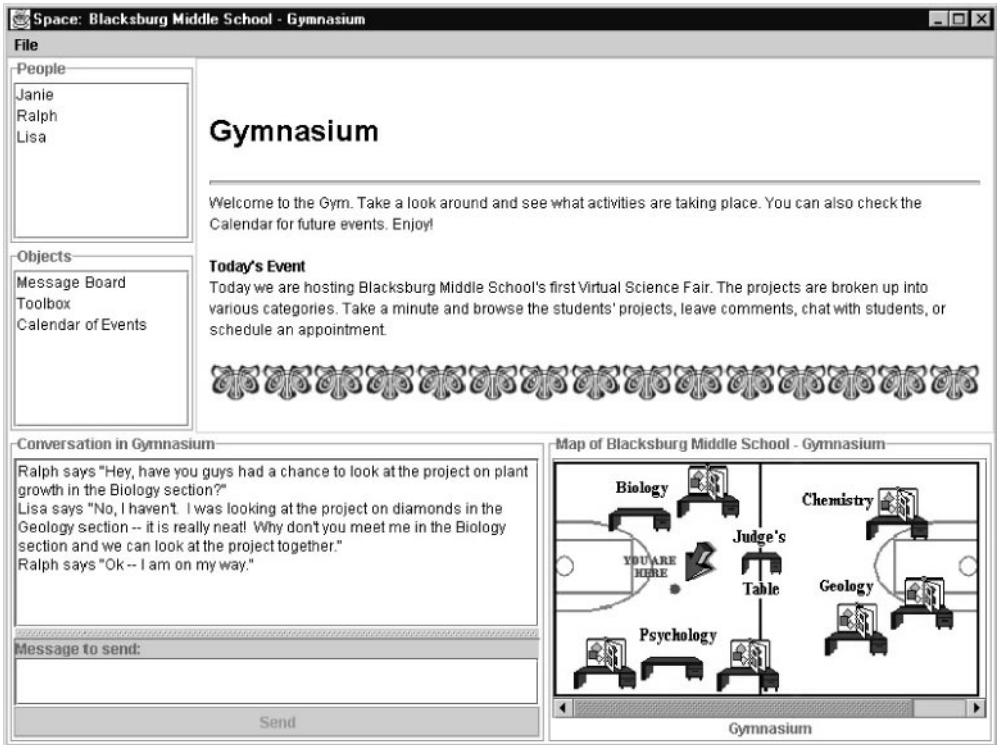 Space: Blacksburg Middle School - Gymnasium
File
People
Janie
Ralph
Lisa
Objects
Message Board
Toolbox
Calendar of Events
Gymnasium
Welcome to the Gym. Take a look around and see what activities are taking place. You can also check the
Calendar for future events. Enjoy!
Today's Event
Today we are hosting Blacksburg Middle School's first Virtual Science Fair. The projects are broken up into
various categories. Take a minute and browse the students' projects, leave comments, chat with students, or
schedule an appointment.
Conversation in Gymnasium
Ralph says "Hey, have you guys had a chance to look at the project on plant
growth in the Biology section?"
Lisa says "No, I haven't.  I was looking at the project on diamonds in the
Geology section -- it is really neat!  Why don't you meet me in the Biology
section and we can look at the project together."
Ralph says "Ok -- I am on my way."
Message to send:
Send
Map of Blacksburg Middle School - Gymnasium
Biology
Chemistry
Judge's
Table
YOU ARE
HERE
Geology
Psychology
Gymnasium